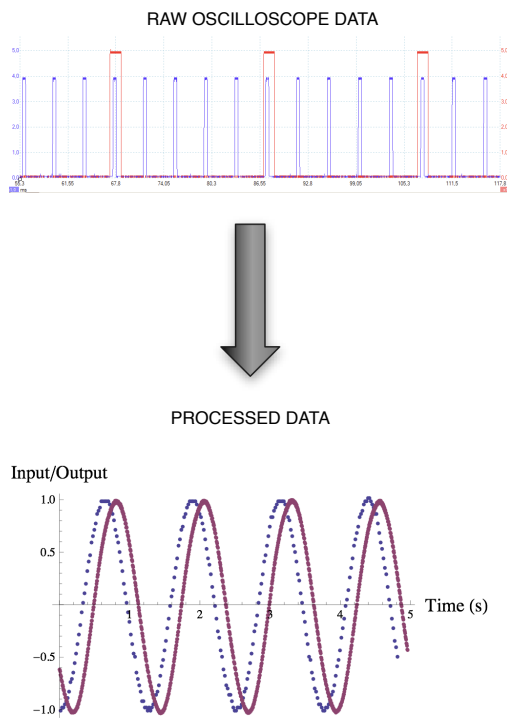 RAW OSCILLOSCOPE DATA
5,0 5,0
4,0 4,0
3,0 3,0
2,0 2,0
1,0 1,0
0,0
55,3 61,55 67,8 74,05 80,3 86,55 92,8 99,05 105,3 111,5 117,8
ms
PROCESSED DATA
Input/Output
1.0
0.5
1 2 3 4 5 Time (s)
−0.5
−1.0